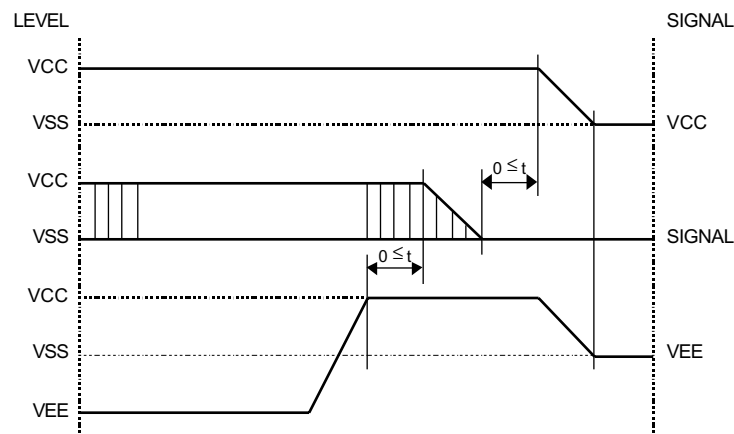 LEVEL SIGNAL
VCC
VSS VCC
0 ≤ t
VCC
VSS SIGNAL
0 ≤ t
VCC
VSS VEE
VEE